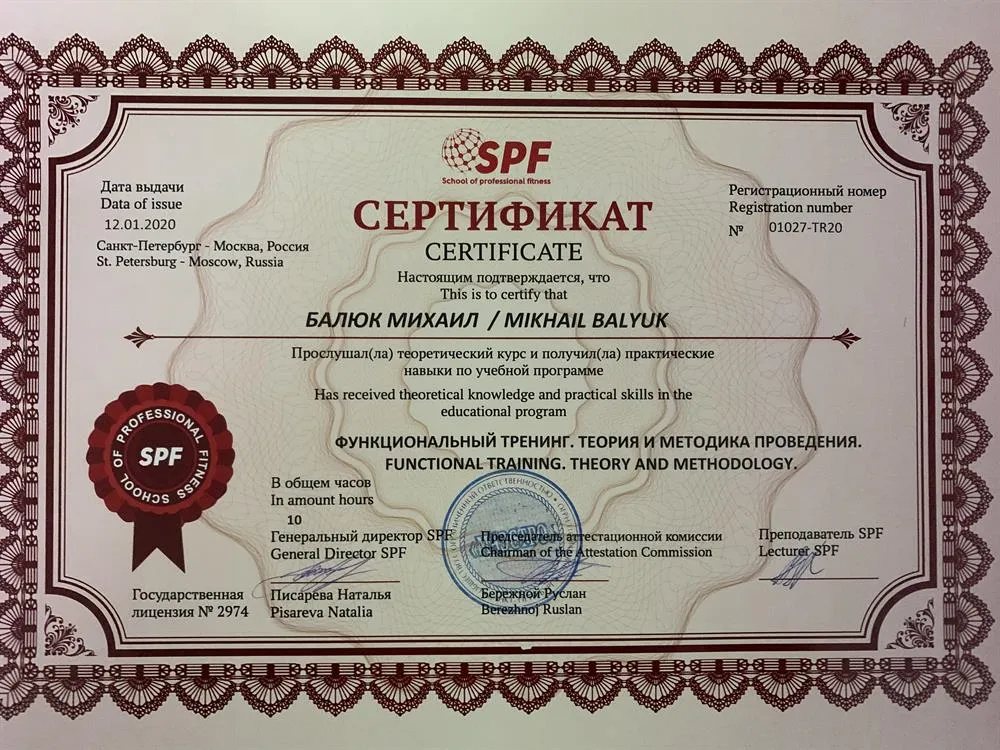 SPF
School of professional fitness
Дата выдачи
Data of issue
12.01.2020
Санкт-Петербург - Москва, Россия
St. Petersburg - Moscow, Russia
Регистрационный номер
Registration number
№ 01027-TR20
СЕРТИФИКАТ
CERTIFICATE
Настоящим подтверждается, что
This is to certify that
БАЛЮК МИХАИЛ / MIKHAIL BALYUK
Прослушал(ла) теоретический курс и получил(ла) практические
навыки по учебной программе
Has received theoretical knowledge and practical skills in the
educational program
ФУНКЦИОНАЛЬНЫЙ ТРЕНИНГ. ТЕОРИЯ И МЕТОДИКА ПРОВЕДЕНИЯ.
FUNCTIONAL TRAINING. THEORY AND METHODOLOGY.
SCHOOL OF PROFESSIONAL FITNESS
SPF
В общем часов
In amount hours
10
Генеральный директор SPF
General Director SPF
Писарева Наталья
Pisareva Natalia
Председатель аттестационной комиссии
Chairman of the Attestation Commission
Бережной Руслан
Berezhnoj Ruslan
Преподаватель SPF
Lecturer SPF
Государственная
лицензия № 2974